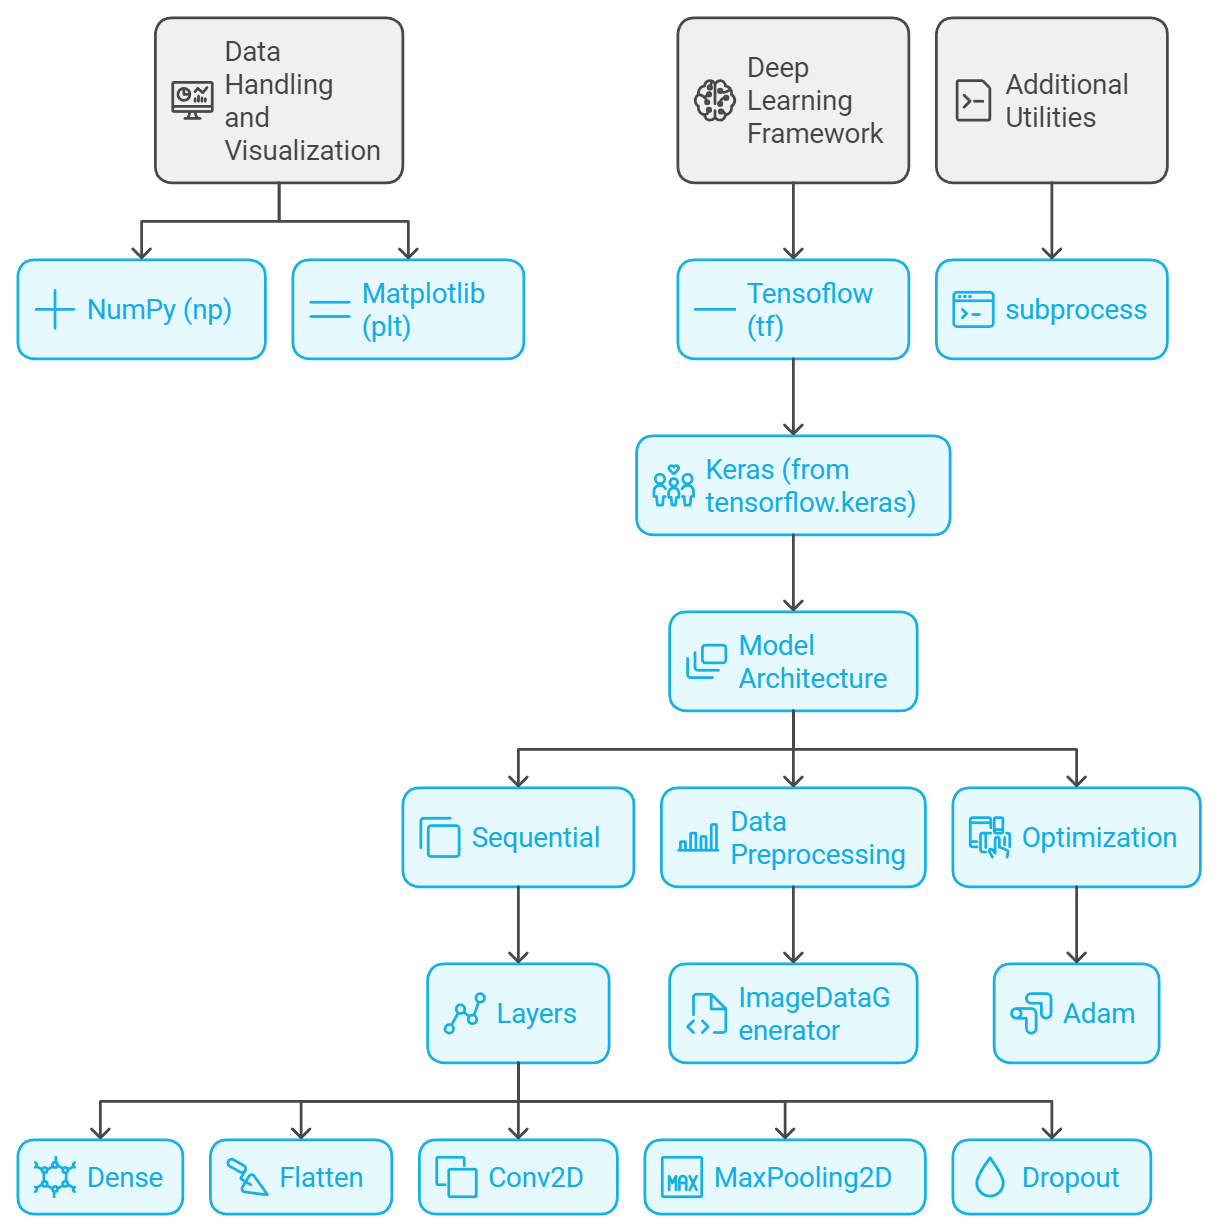 Data
Handling
and
Visualization
Deep
Learning
Framework
Additional
Utilities
NumPy (np)
Matplotlib
(plt)
Tensoflow
(tf)
subprocess
Keras (from
tensorflow.keras)
Model
Architecture
Sequential
Data
Preprocessing
Optimization
Layers
ImageDataG
enerator
Adam
Dense
Flatten
Conv2D
MAX
MaxPooling2D
Dropout